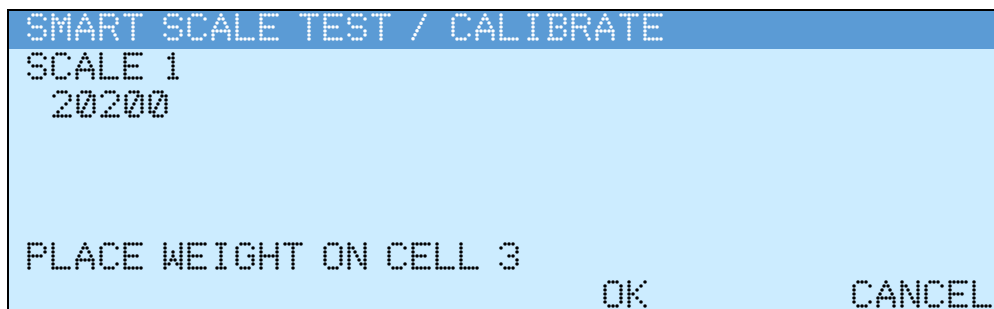 SMART SCALE TEST / CALIBRATE
SCALE 1
20200
PLACE WEIGHT ON CELL 3
OK CANCEL